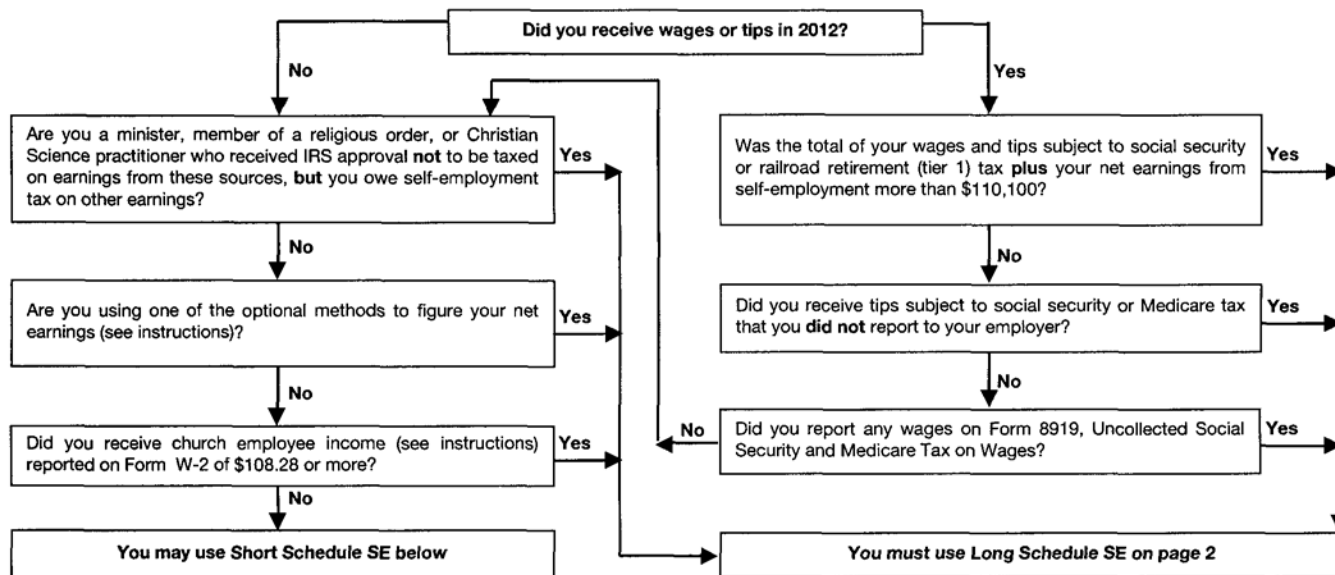 Did you receive wages or tips in 2012?
No
Yes
Are you a minister, member of a religious order, or Christian
Science practitioner who received IRS approval not to be taxed
on earnings from these sources, but you owe self-employment
tax on other earnings?
Yes
Was the total of your wages and tips subject to social security
or railroad retirement (tier 1) tax plus your net earnings from
self-employment more than $110,100?
Yes
No
No
Are you using one of the optional methods to figure your net
earnings (see instructions)?
Yes
Did you receive tips subject to social security or Medicare tax
that you did not report to your employer?
Yes
No
No
Did you receive church employee income (see instructions)
reported on Form W-2 of $108.28 or more?
Yes
No
Did you report any wages on Form 8919, Uncollected Social
Security and Medicare Tax on Wages?
Yes
No
You may use Short Schedule SE below
You must use Long Schedule SE on page 2